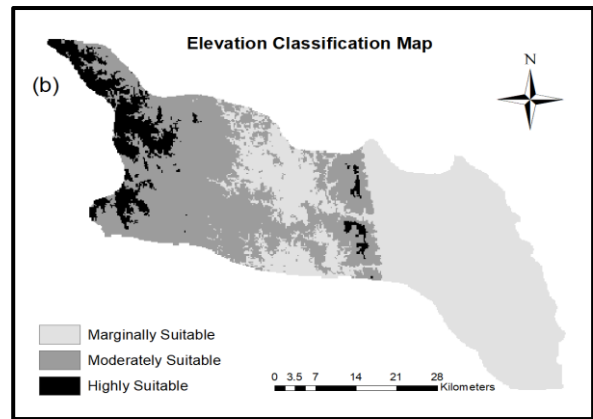 Elevation Classification Map
(b)
N
Marginally Suitable
Moderately Suitable
Highly Suitable
0 3.5 7 14 21 28
Kilometers